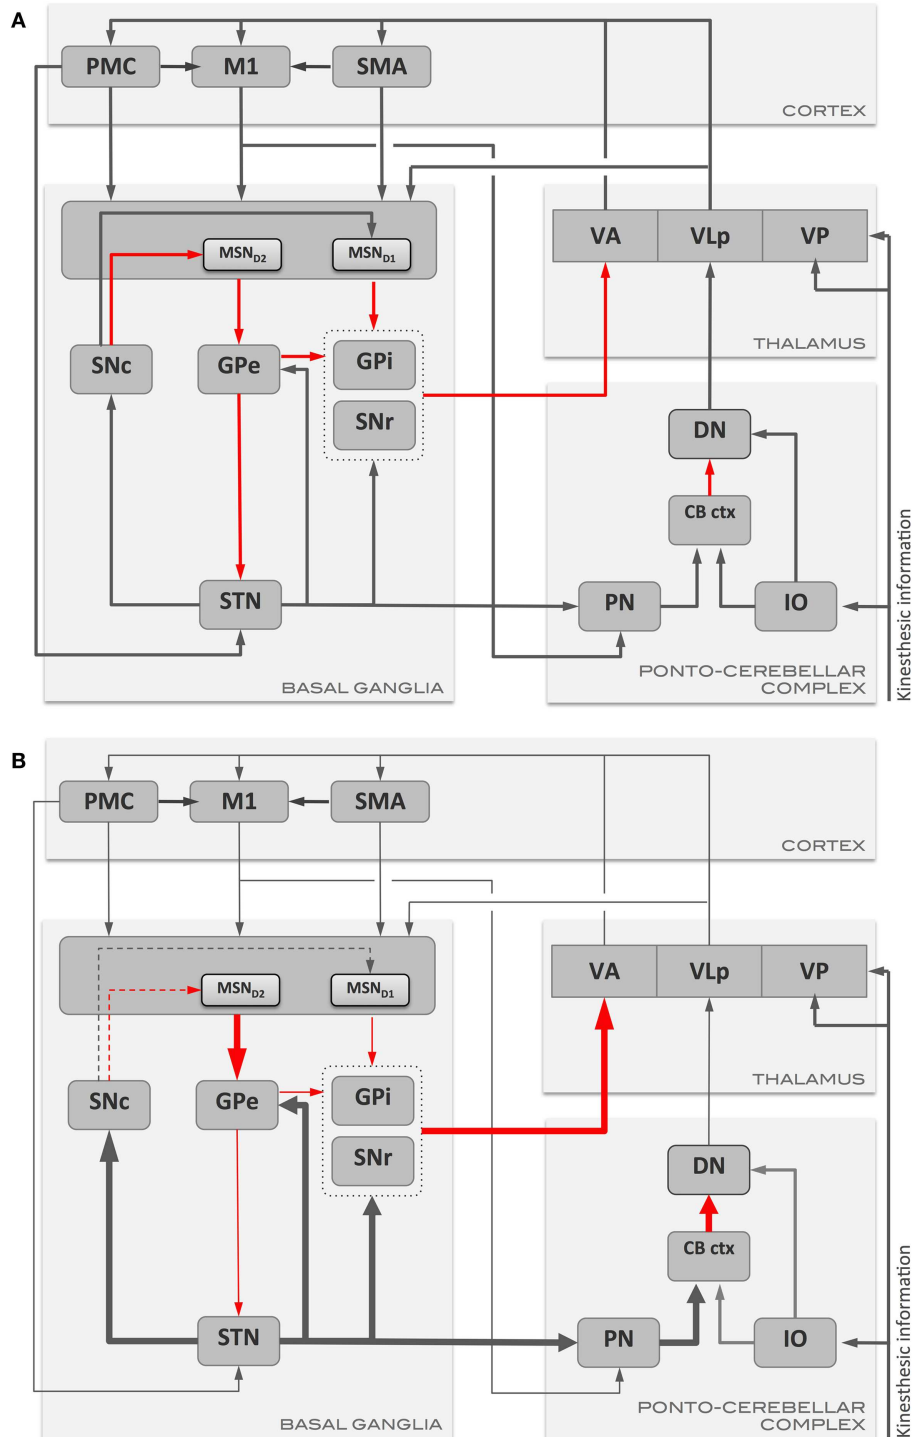 A
PMC
M1
SMA
CORTEX
MSND2
MSND1
VA
VLp
VP
THALAMUS
SNc
GPe
GPi
SNr
DN
CB ctx
STN
PN
IO
BASAL GANGLIA
PONTO-CEREBELLAR
COMPLEX
Kinesthesic information
B
PMC
M1
SMA
CORTEX
MSND2
MSND1
VA
VLp
VP
THALAMUS
SNc
GPe
GPi
SNr
DN
CB ctx
STN
PN
IO
BASAL GANGLIA
PONTO-CEREBELLAR
COMPLEX
Kinesthesic information